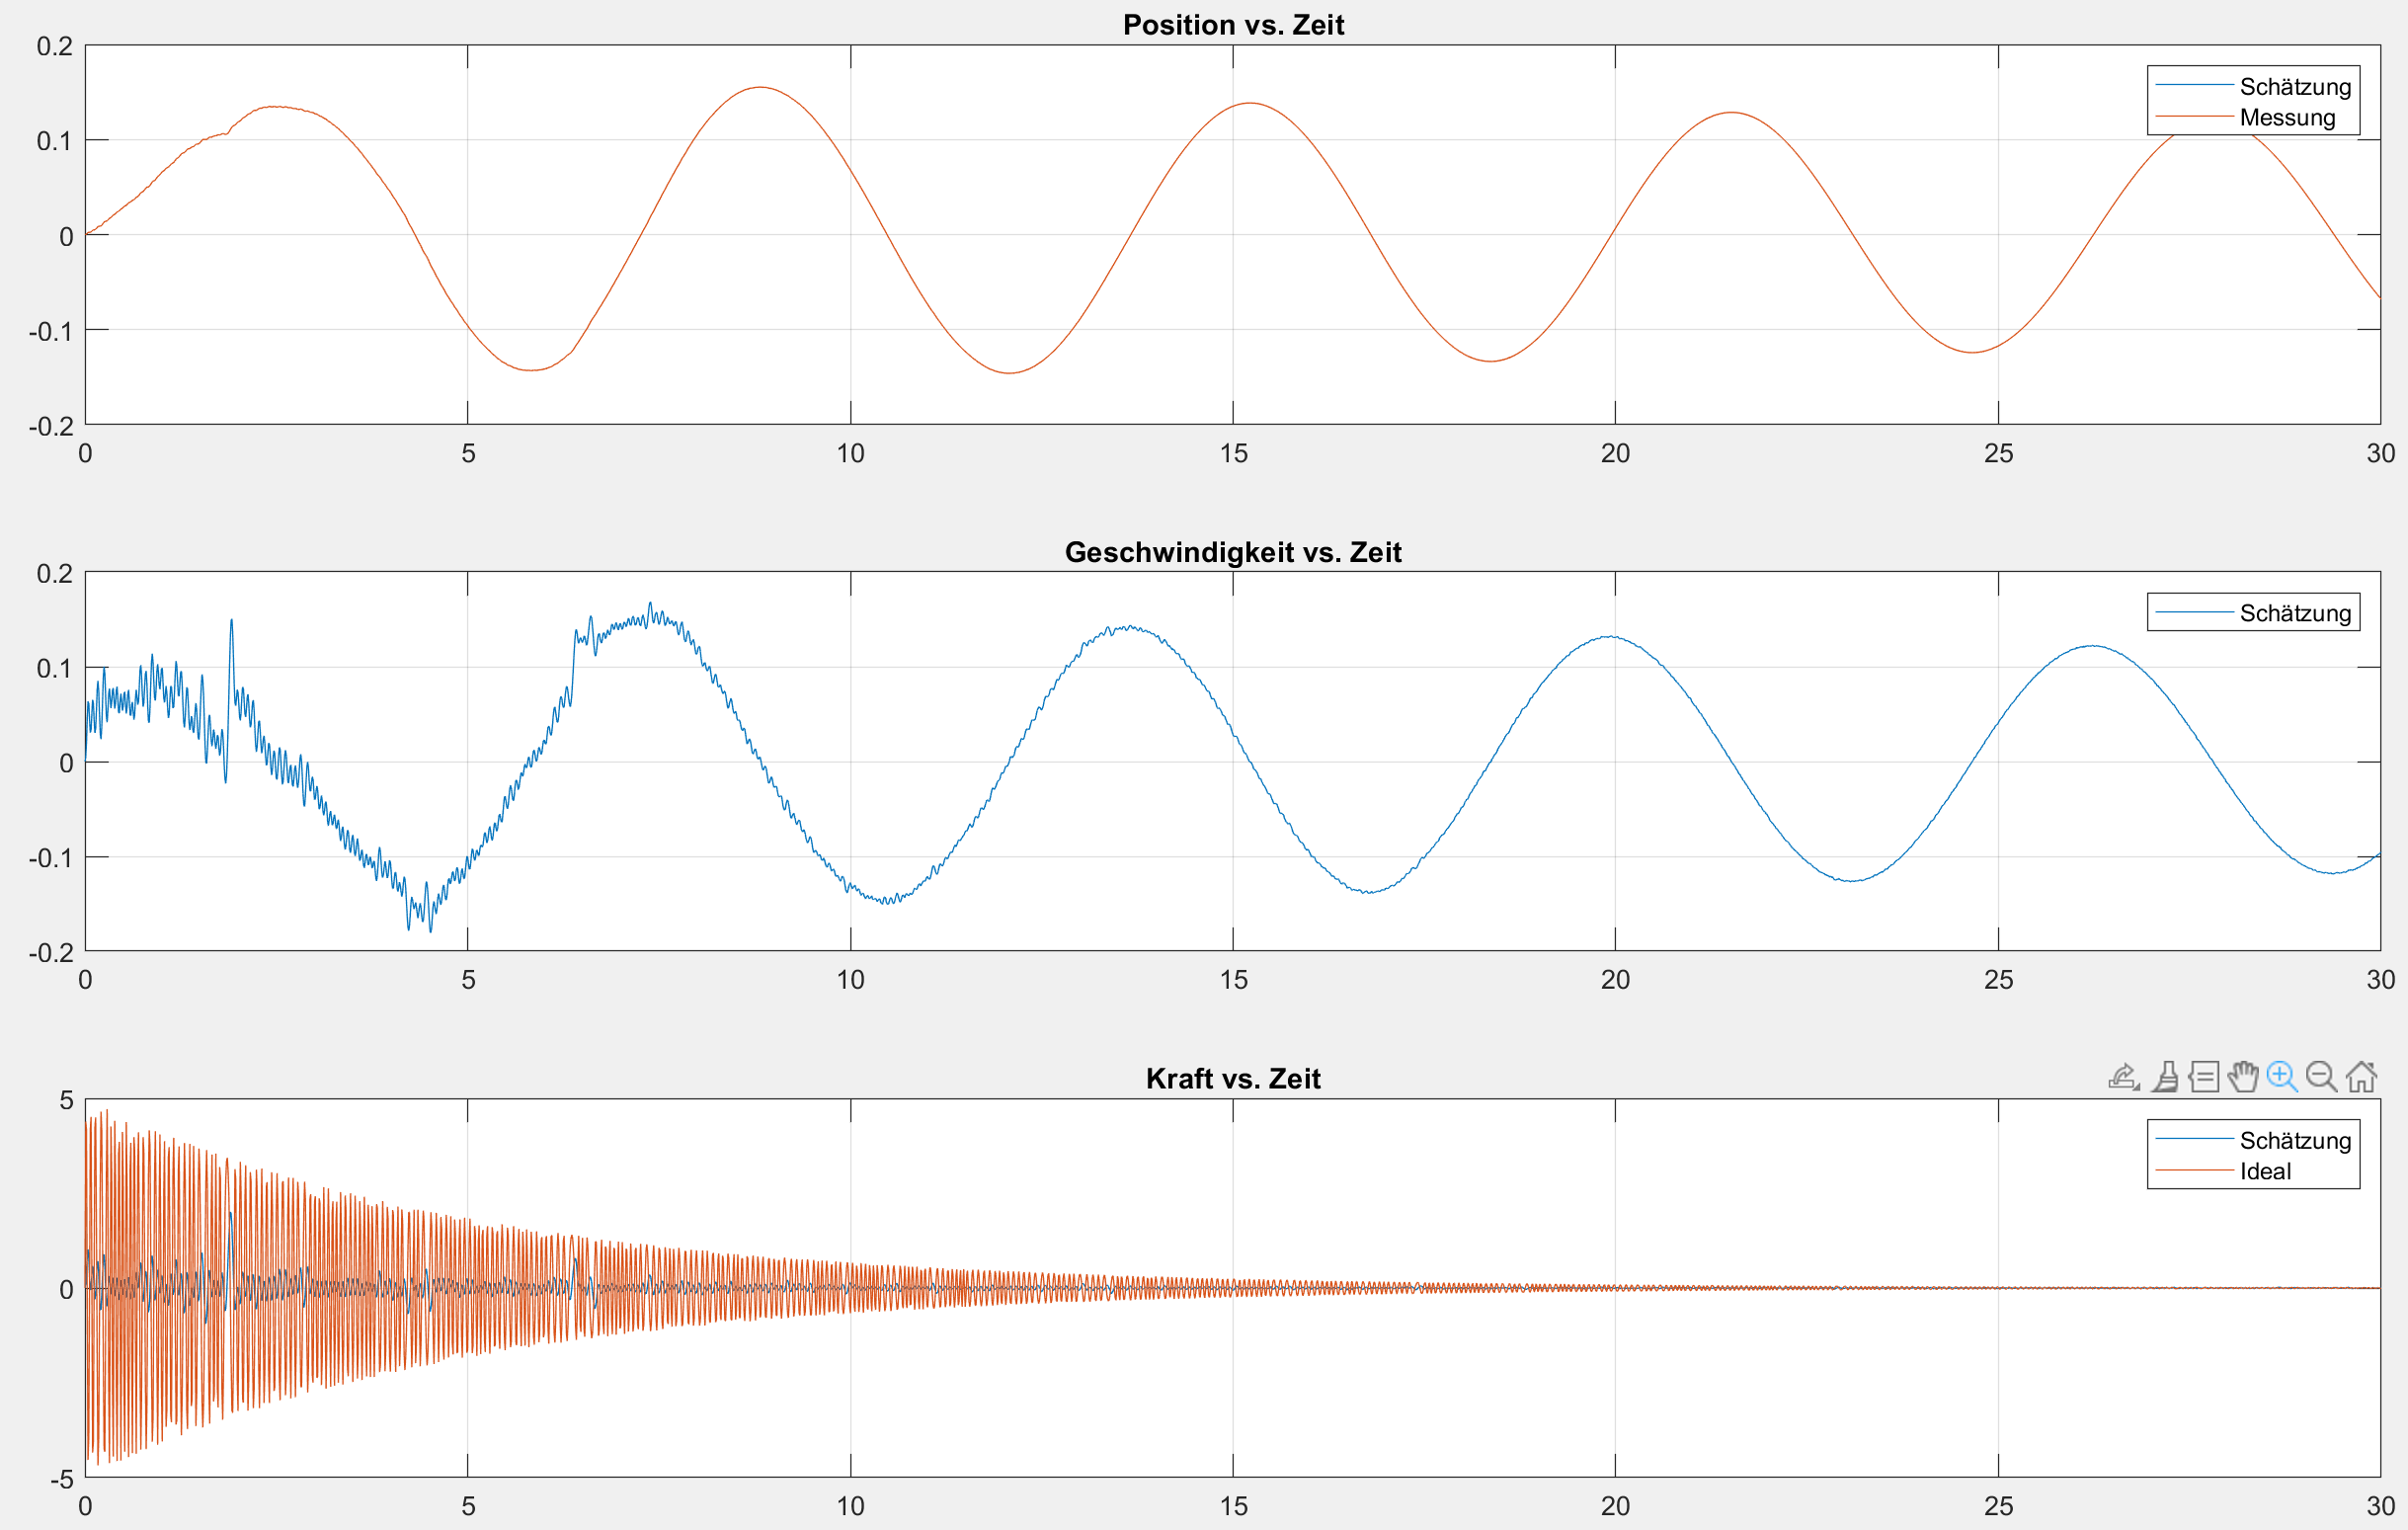 Position vs. Zeit
0.2
0.1
0
-0.1
-0.2
0 5 10 15 20 25 30
Schätzung
Messung
Geschwindigkeit vs. Zeit
0.2
0.1
0
-0.1
-0.2
0 5 10 15 20 25 30
Schätzung
Kraft vs. Zeit
5
0
-5
0 5 10 15 20 25 30
Schätzung
Ideal